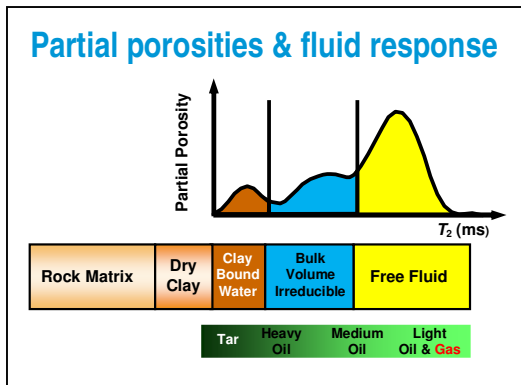 Partial porosities & fluid response
Partial Porosity
T2 (ms)
Rock Matrix
Dry
Clay
Clay
Bound
Water
Bulk
Volume
Irreducible
Free Fluid
Tar
Heavy
Oil
Medium
Oil
Light
Oil & Gas